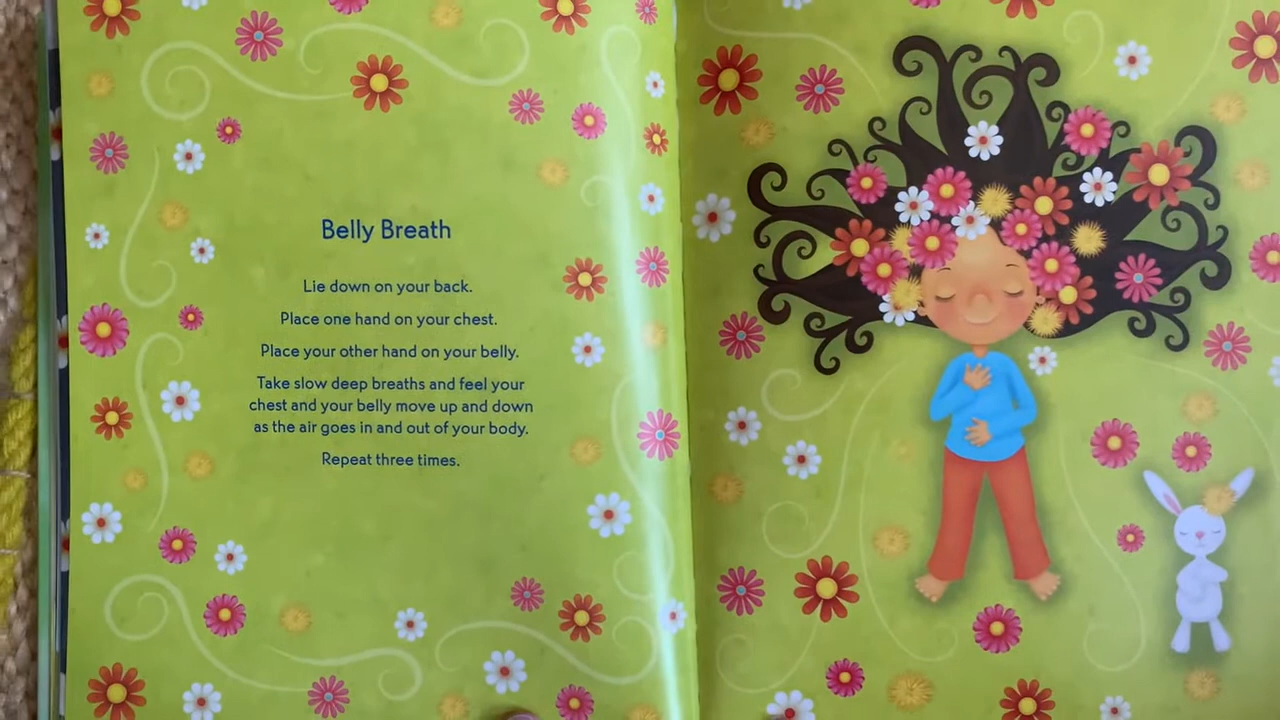 Belly Breath
Lie down on your back.
Place one hand on your chest.
Place your other hand on your belly.
Take slow deep breaths and feel your
chest and your belly move up and down
as the air goes in and out of your body.
Repeat three times.